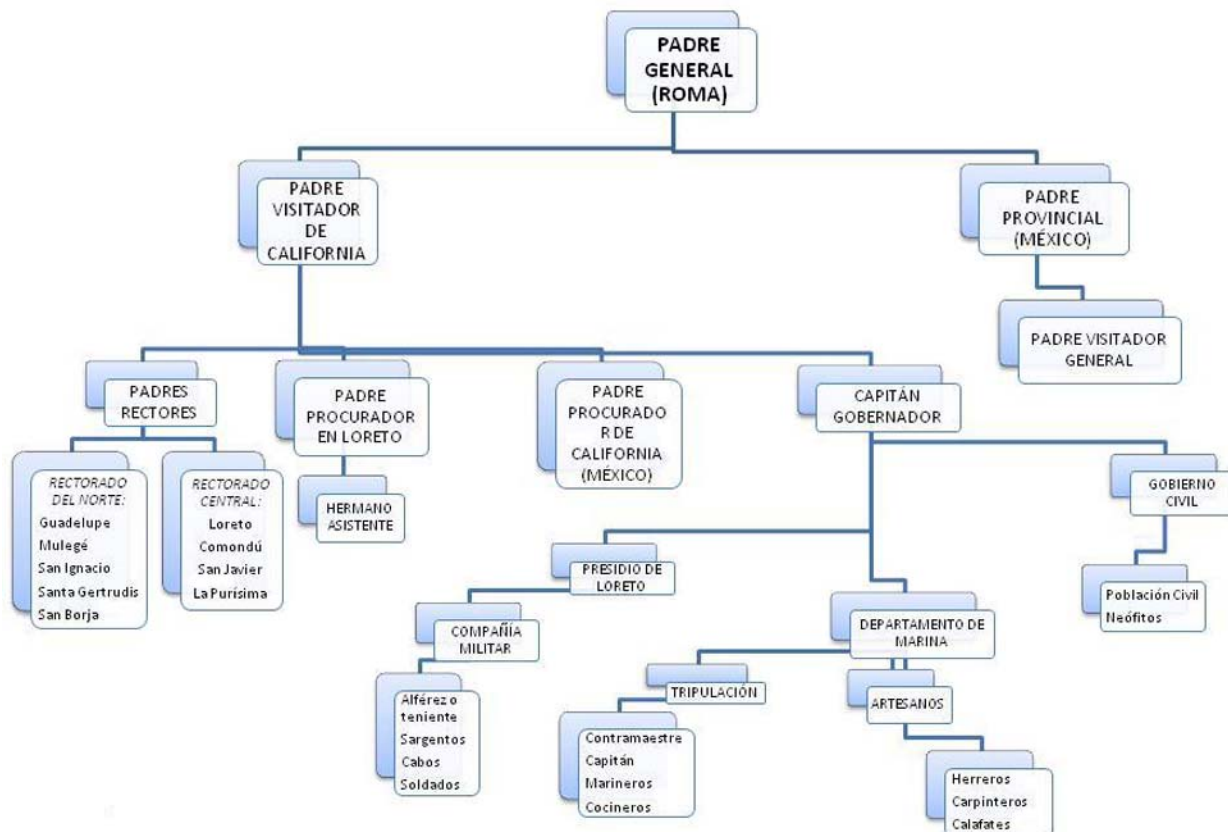 PADRE
GENERAL
(ROMA)
PADRE
VISITADOR
DE
CALIFORNIA
PADRE
PROVINCIAL
(MÉXICO)
PADRE VISITADOR
GENERAL
PADRES
RECTORES
PADRE
PROCURADOR
EN LORETO
PADRE
PROCURADO
R DE
CALIFORNIA
(MÉXICO)
CAPITÁN
GOBERNADOR
RECTORADO
DEL NORTE:
Guadelupe
Mulegé
San Ignacio
Santa Gertrudis
San Borja
RECTORADO
CENTRAL:
Loreto
Comondú
San Javier
La Purísima
HERMANO
ASISTENTE
GOBIERNO
CIVIL
PRESIDIO DE
LORETO
Población Civil
Neófitos
COMPAÑÍA
MILITAR
DEPARTAMENTO DE
MARINA
TRIPULACIÓN
ARTESANOS
Alférez o
teniente
Sargentos
Cabos
Soldados
Contramaestre
Capitán
Marineros
Cocineros
Herreros
Carpinteros
Calafates